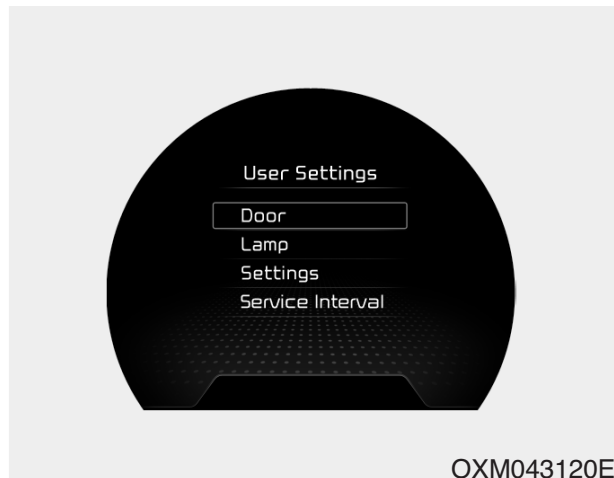 User Settings
Door
Lamp
Settings
Service Interval
OXM043120E